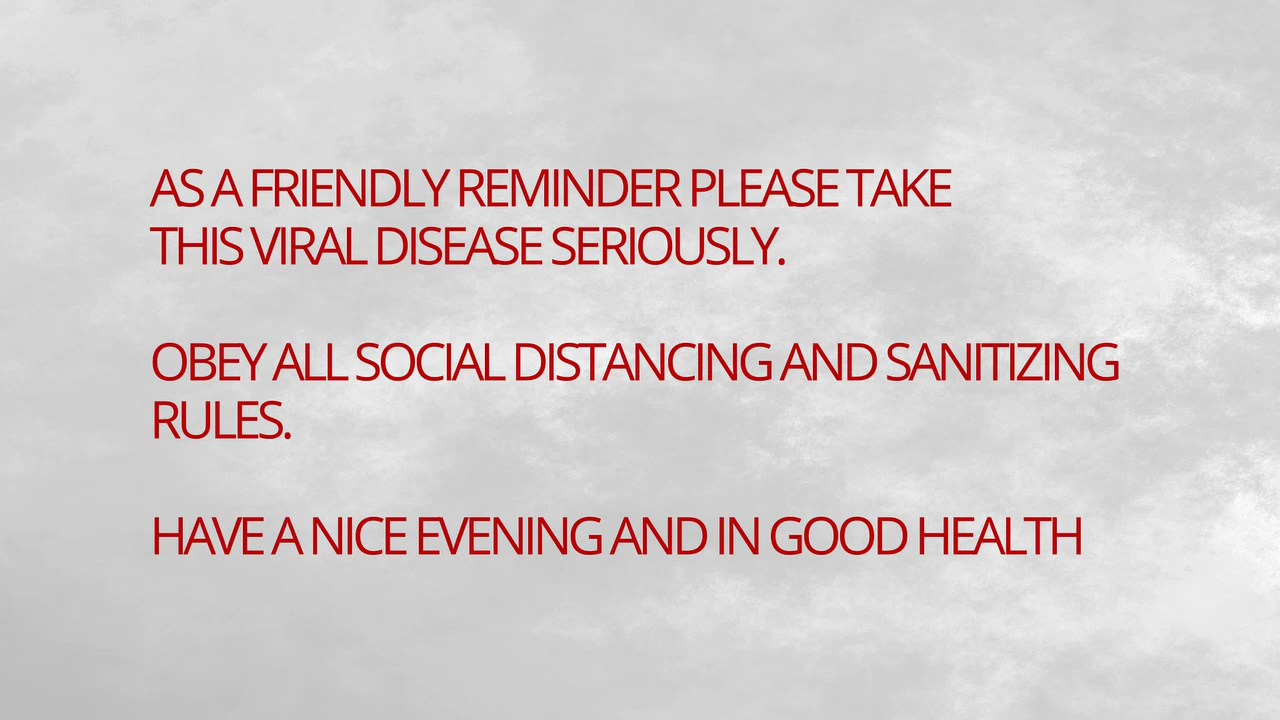 AS A FRIENDLY REMINDER PLEASE TAKE
THIS VIRAL DISEASE SERIOUSLY.
OBEY ALL SOCIAL DISTANCING AND SANITIZING
RULES.
HAVE A NICE EVENING AND IN GOOD HEALTH